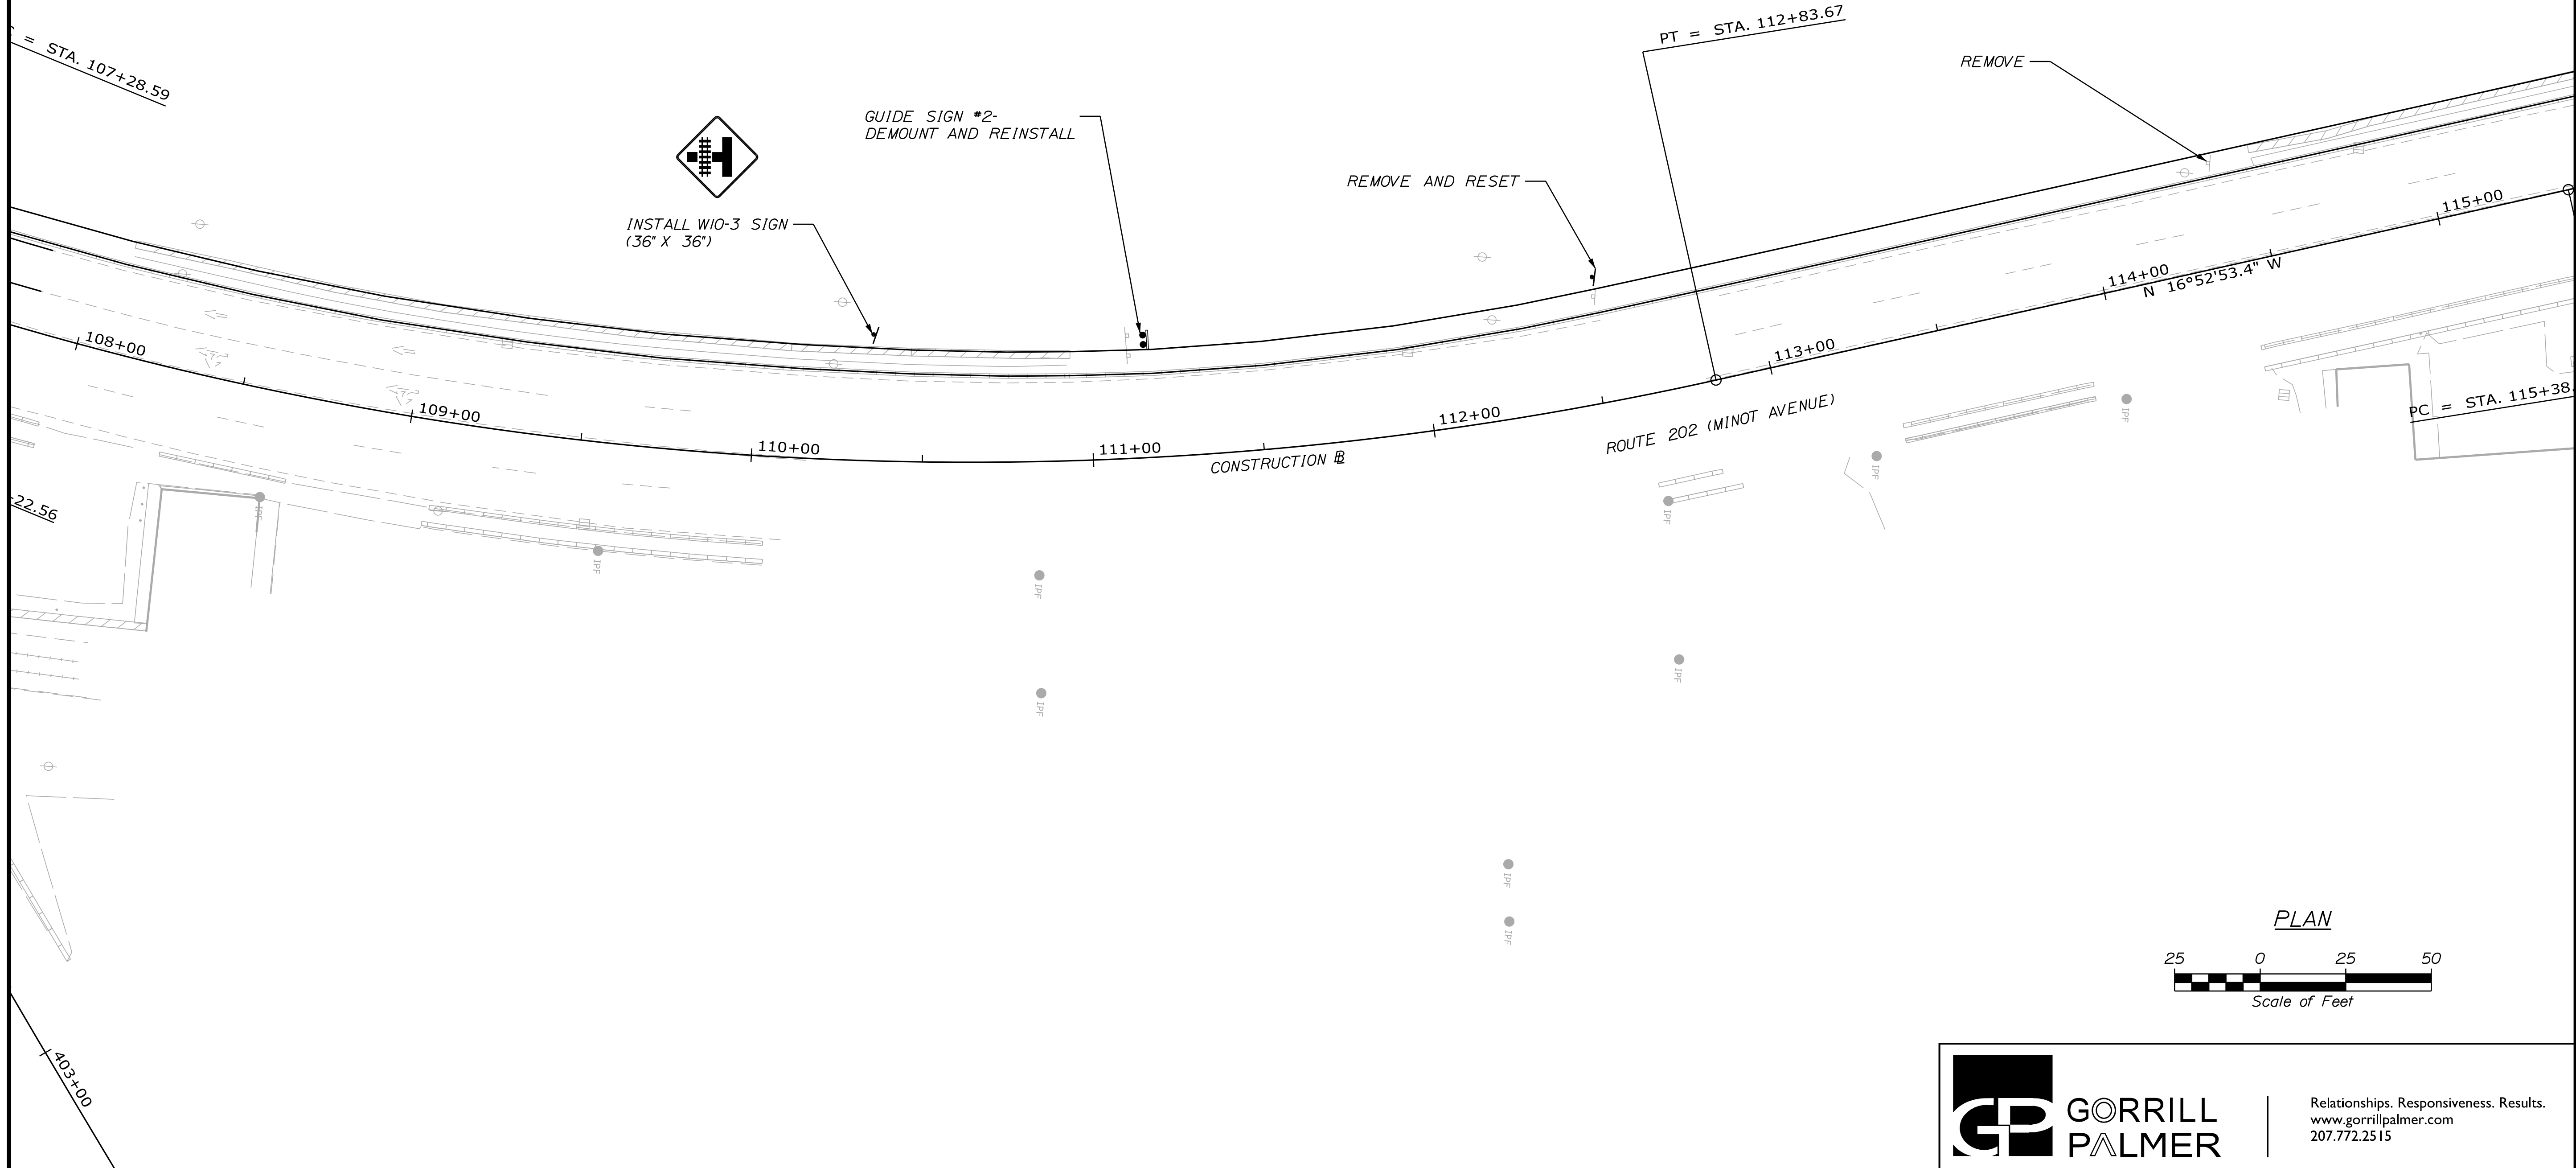 = STA. 107+28.59
PT = STA. 112+83.67
REMOVE
GUIDE SIGN #2-
DEMOUNT AND REINSTALL
REMOVE AND RESET
INSTALL W10-3 SIGN
(36" X 36")
108+00
109+00
110+00
111+00
112+00
113+00
114+00
115+00
N 16°52'53.4" W
CONSTRUCTION BL
ROUTE 202 (MINOT AVENUE)
PC = STA. 115+38.
22.56
IPF
IPF
IPF
IPF
IPF
IPF
IPF
IPF
IPF
IPF
403+00
PLAN
25 0 25 50
Scale of Feet
GP
GORRILL
PALMER
Relationships. Responsiveness. Results.
www.gorrillpalmer.com
207.772.2515